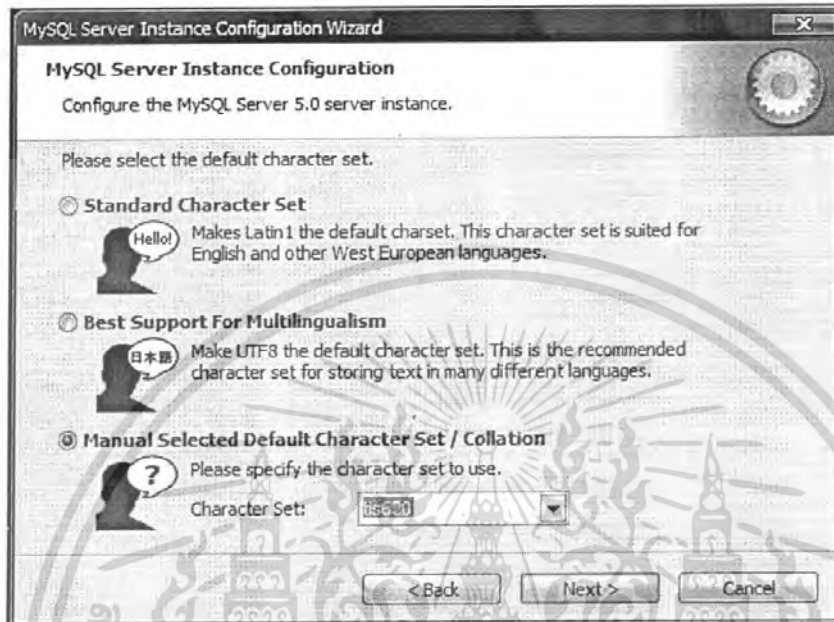 MySQL Server Instance Configuration Wizard
MySQL Server Instance Configuration
Configure the MySQL Server 5.0 server instance.
Please select the default character set.
Standard Character Set
Hello!
Makes Latin1 the default charset. This character set is suited for
English and other West European languages.
Best Support For Multilingualism
日本語
Make UTF8 the default character set. This is the recommended
character set for storing text in many different languages.
Manual Selected Default Character Set / Collation
?
Please specify the character set to use.
Character Set: tis620
< Back
Next >
Cancel